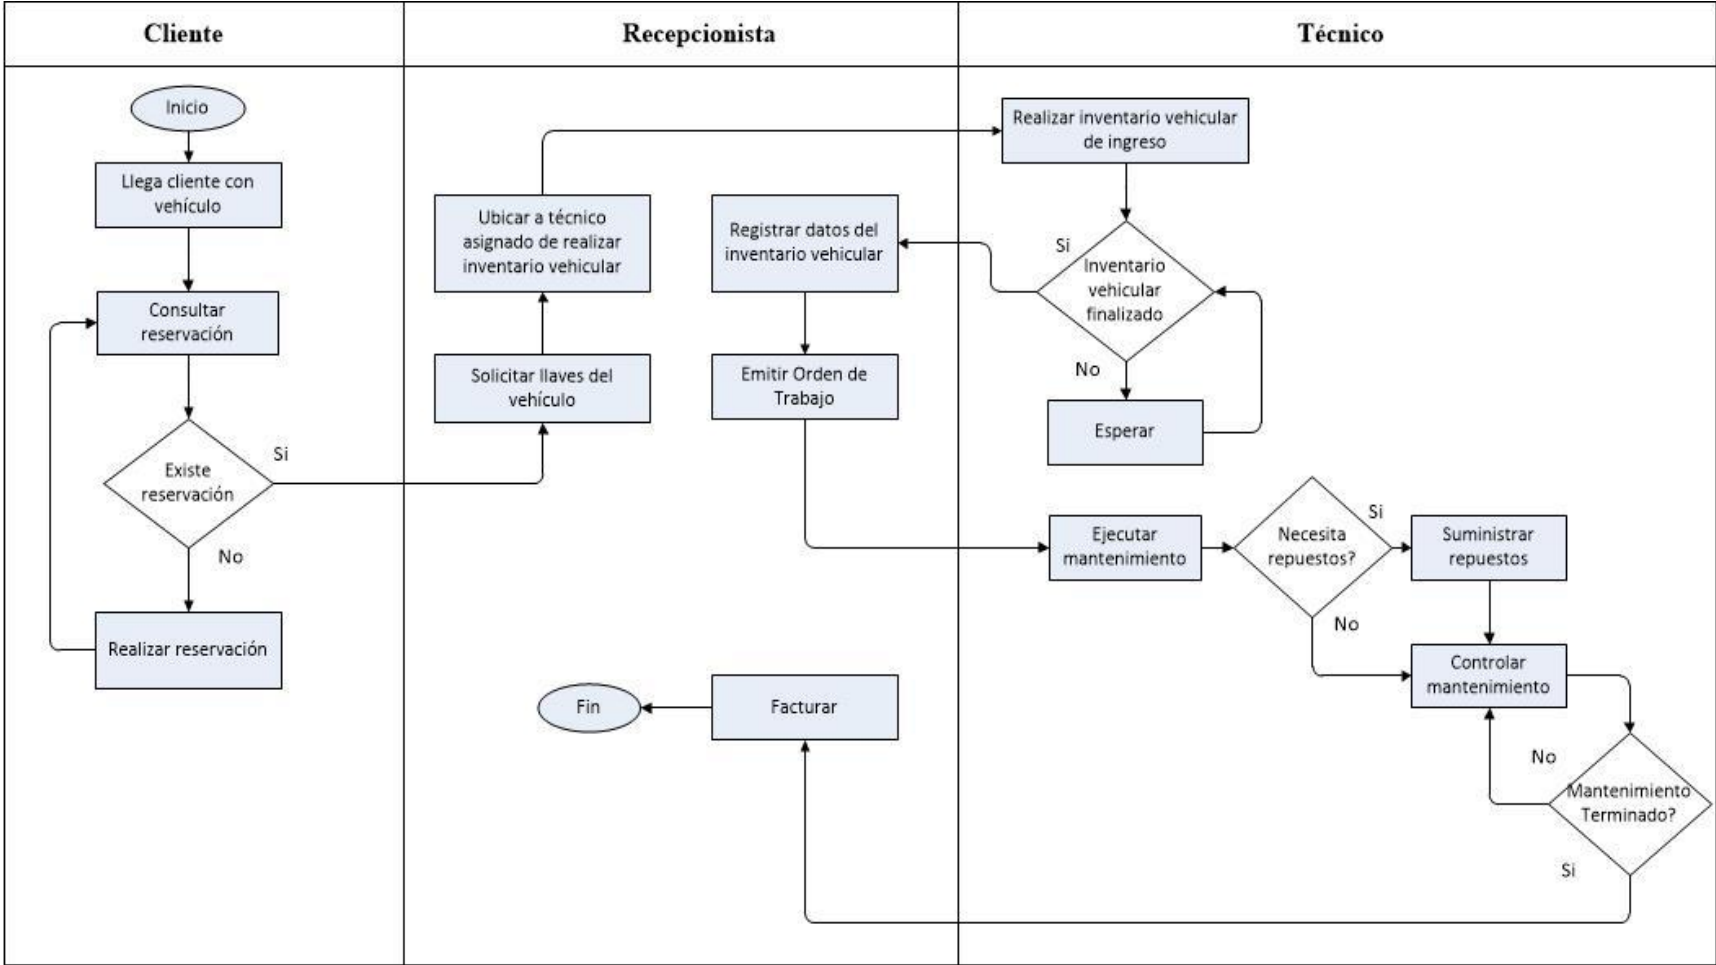 Cliente
Recepcionista
Técnico
Inicio
Llega cliente con
vehículo
Consultar
reservación
Existe
reservación
Si
No
Realizar reservación
Solicitar llaves del
vehículo
Ubicar a técnico
asignado de realizar
inventario vehicular
Realizar inventario vehicular
de ingreso
Inventario
vehicular
finalizado
Si
No
Esperar
Registrar datos del
inventario vehicular
Emitir Orden de
Trabajo
Ejecutar
mantenimiento
Necesita
repuestos?
Si
No
Suministrar
repuestos
Controlar
mantenimiento
Mantenimiento
Terminado?
No
Si
Facturar
Fin